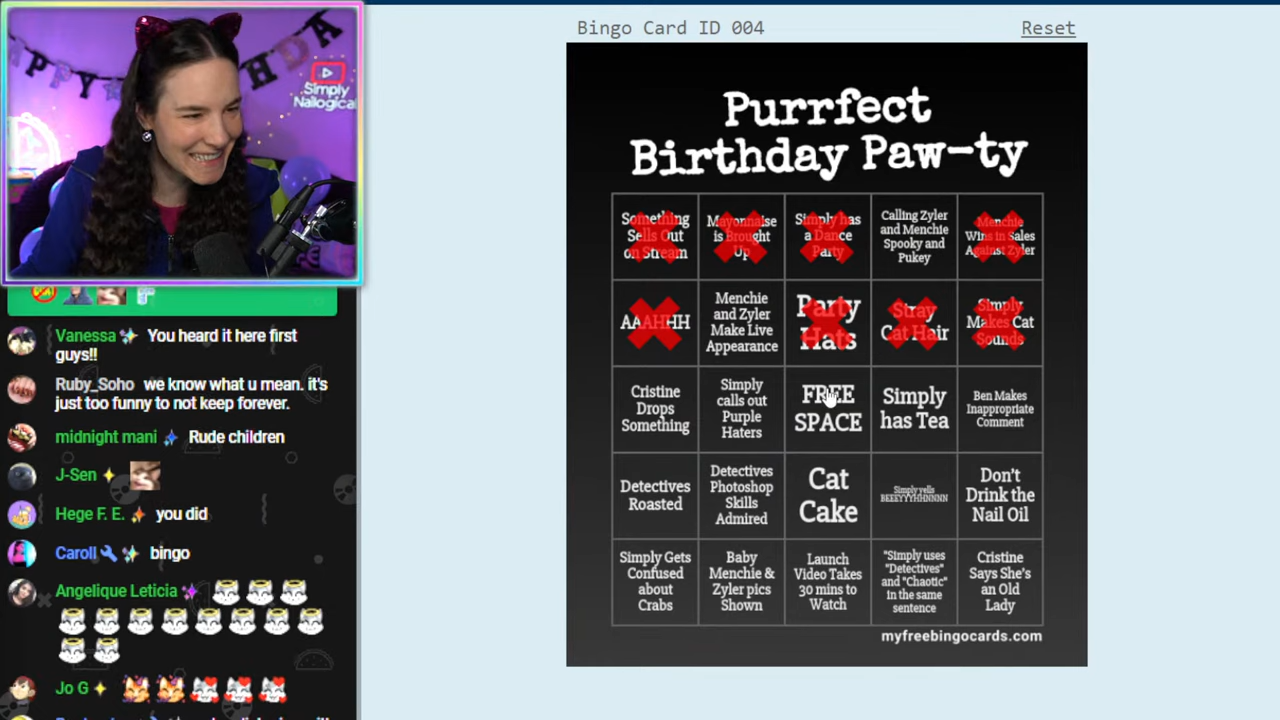 Bingo Card ID 004
Reset
Purrfect
Birthday Paw-ty
Something
Sells Out
on Stream
Mayonnaise
is Brought
Up
Simply has
a Dance
Party
Calling Zyler
and Menchie
Spooky and
Pukey
Menchie
Wins in Sales
Against Zyler
AAAHHH
Menchie
and Zyler
Make Live
Appearance
Party
Hats
Stray
Cat Hair
Simply
Makes Cat
Sounds
Cristine
Drops
Something
Simply
calls out
Purple
Haters
FREE
SPACE
Simply
has Tea
Ben Makes
Inappropriate
Comment
Detectives
Roasted
Detectives
Photoshop
Skills
Admired
Cat
Cake
Simply yells
Don't
Drink the
Nail Oil
Simply Gets
Confused
about
Crabs
Baby
Menchie &
Zyler pics
Shown
Launch
Video Takes
30 mins to
Watch
"Simply uses
"Detectives"
and "Chaotic"
in the same
sentence
Cristine
Says She's
an Old
Lady
myfreebingocards.com
Simply
Nailogical
Vanessa You heard it here first
guys!!
Ruby_Soho we know what u mean. it's
just too funny to not keep forever.
midnight mani Rude children
J-Sen
Hege F. E. you did
Caroll bingo
Angelique Leticia
Jo G